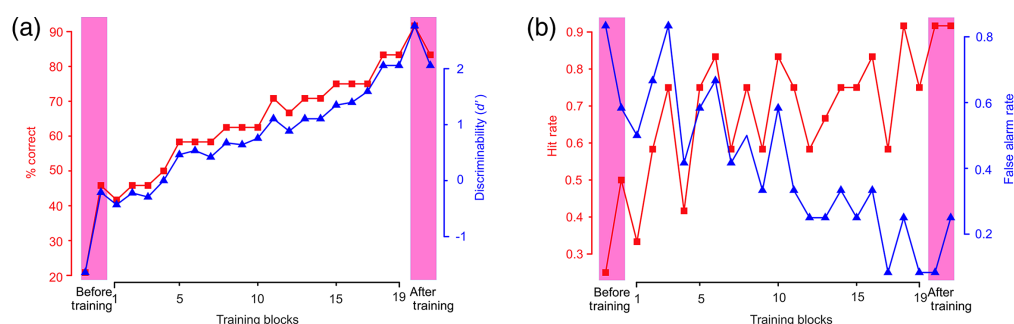 (a)
90
80
70
60
50
40
30
20
% correct
2
1
0
-1
Discriminability (d'')
Before
training
1
5
10
15
19
After
training
Training blocks
(b)
0.9
0.8
0.7
0.6
0.5
0.4
0.3
Hit rate
0.8
0.6
0.4
0.2
False alarm rate
Before
training
1
5
10
15
19
After
training
Training blocks